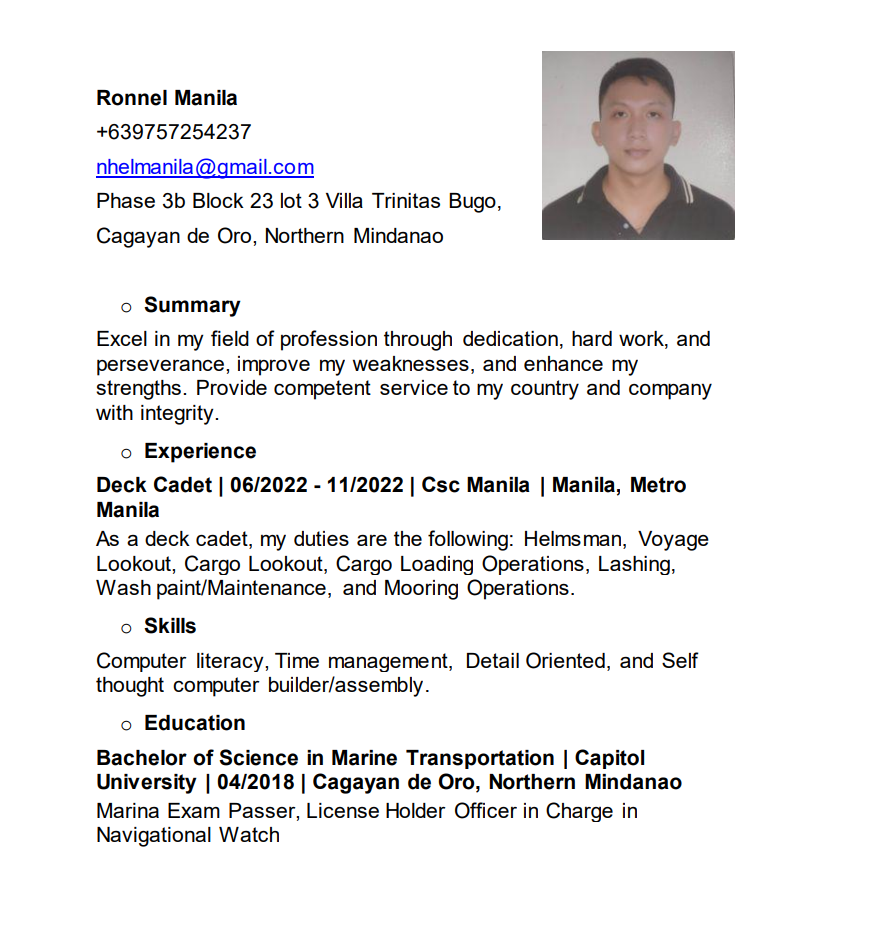 Ronnel Manila
+639757254237
nhelmanila@gmail.com
Phase 3b Block 23 lot 3 Villa Trinitas Bugo,
Cagayan de Oro, Northern Mindanao
o Summary
Excel in my field of profession through dedication, hard work, and
perseverance, improve my weaknesses, and enhance my
strengths. Provide competent service to my country and company
with integrity.
o Experience
Deck Cadet | 06/2022 - 11/2022 | Csc Manila | Manila, Metro
Manila
As a deck cadet, my duties are the following: Helmsman, Voyage
Lookout, Cargo Lookout, Cargo Loading Operations, Lashing,
Wash paint/Maintenance, and Mooring Operations.
o Skills
Computer literacy, Time management, Detail Oriented, and Self
thought computer builder/assembly.
o Education
Bachelor of Science in Marine Transportation | Capitol
University | 04/2018 | Cagayan de Oro, Northern Mindanao
Marina Exam Passer, License Holder Officer in Charge in
Navigational Watch